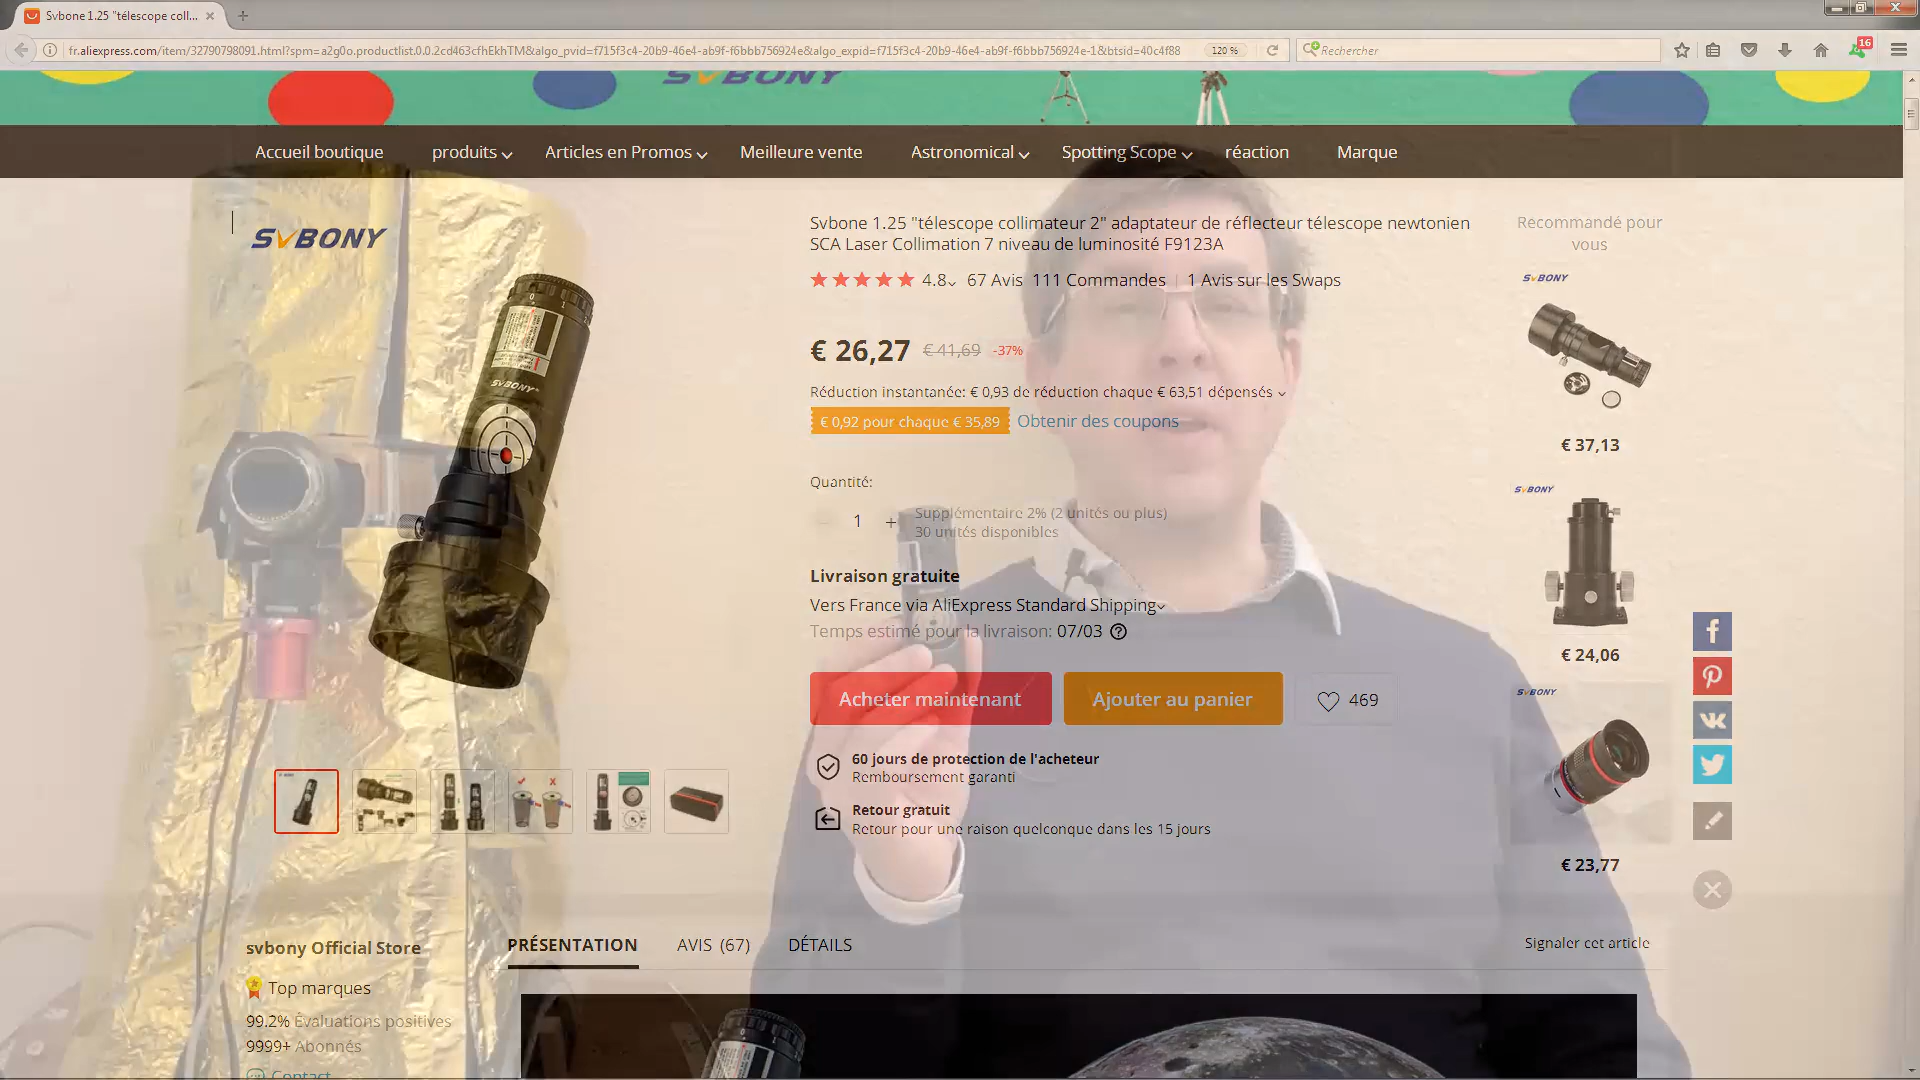 Svbone 1.25 "télescope coll...
fr.aliexpress.com/item/32790798091.html?spm=a2g0o.productlist.0.0.2cd463cfhEkhTM&algo_pvid=f715f3c4-20b9-46e4-ab9f-f6bbb756924e&algo_expid=f715f3c4-20b9-46e4-ab9f-f6bbb756924e-1&btsid=40c4f88
120 %
Rechercher
16
SVBONY
Accueil boutique
produits
Articles en Promos
Meilleure vente
Astronomical
Spotting Scope
réaction
Marque
SVBONY
SVBONY
Svbone 1.25 "télescope collimateur 2" adaptateur de réflecteur télescope newtonien
SCA Laser Collimation 7 niveau de luminosité F9123A
4.8 67 Avis 111 Commandes 1 Avis sur les Swaps
€ 26,27 € 41,69 -37%
Réduction instantanée: € 0,93 de réduction chaque € 63,51 dépensés
€ 0,92 pour chaque € 35,89 Obtenir des coupons
Quantité:
1 +
Supplémentaire 2% (2 unités ou plus)
30 unités disponibles
Livraison gratuite
Vers France via AliExpress Standard Shipping
Temps estimé pour la livraison: 07/03
Acheter maintenant
Ajouter au panier
469
60 jours de protection de l'acheteur
Remboursement garanti
Retour gratuit
Retour pour une raison quelconque dans les 15 jours
Recommandé pour
vous
SVBONY
€ 37,13
SVBONY
€ 24,06
SVBONY
€ 23,77
svbony Official Store
Top marques
99.2% Évaluations positives
9999+ Abonnés
Contact
PRÉSENTATION
AVIS (67)
DÉTAILS
Signaler cet article